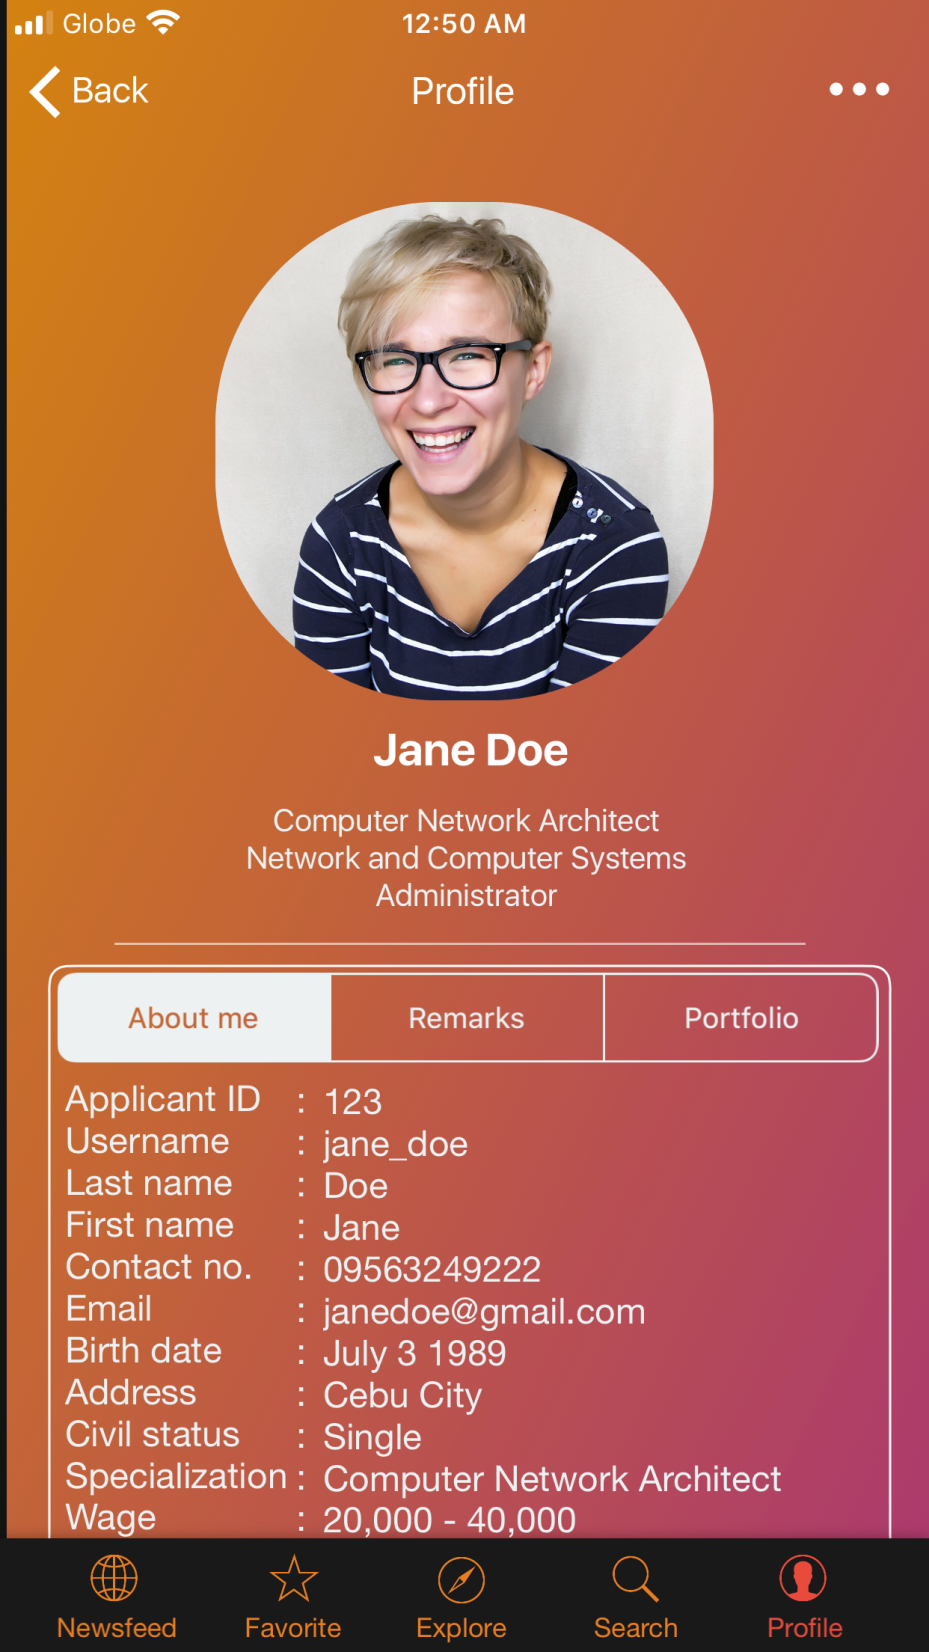 Globe 12:50 AM
Back Profile
Jane Doe
Computer Network Architect
Network and Computer Systems
Administrator
About me Remarks Portfolio
Applicant ID : 123
Username : jane_doe
Last name : Doe
First name : Jane
Contact no. : 09563249222
Email : janedoe@gmail.com
Birth date : July 3 1989
Address : Cebu City
Civil status : Single
Specialization : Computer Network Architect
Wage : 20,000 - 40,000
Newsfeed Favorite Explore Search Profile